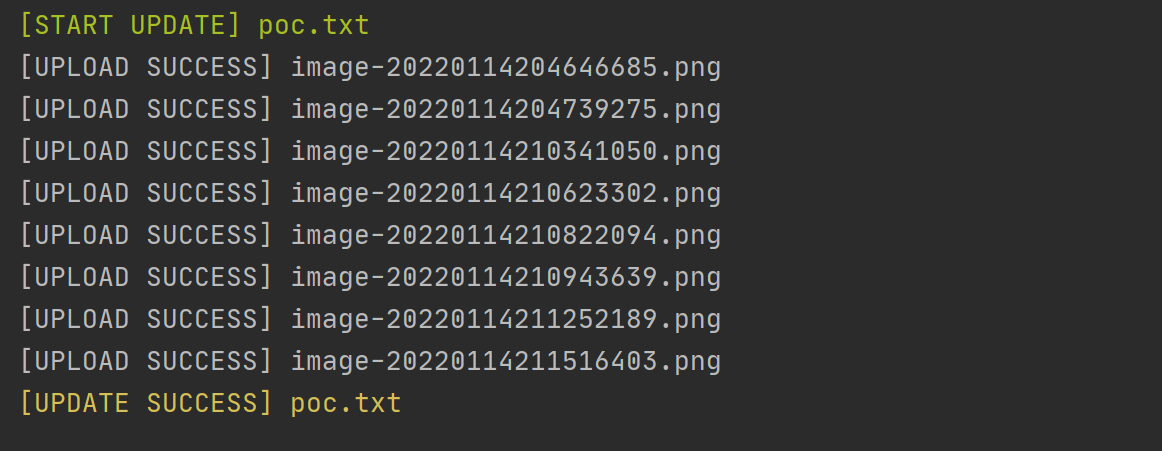 [START UPDATE] poc.txt
[UPLOAD SUCCESS] image-20220114204646685.png
[UPLOAD SUCCESS] image-20220114204739275.png
[UPLOAD SUCCESS] image-20220114210341050.png
[UPLOAD SUCCESS] image-20220114210623302.png
[UPLOAD SUCCESS] image-20220114210822094.png
[UPLOAD SUCCESS] image-20220114210943639.png
[UPLOAD SUCCESS] image-20220114211252189.png
[UPLOAD SUCCESS] image-20220114211516403.png
[UPDATE SUCCESS] poc.txt